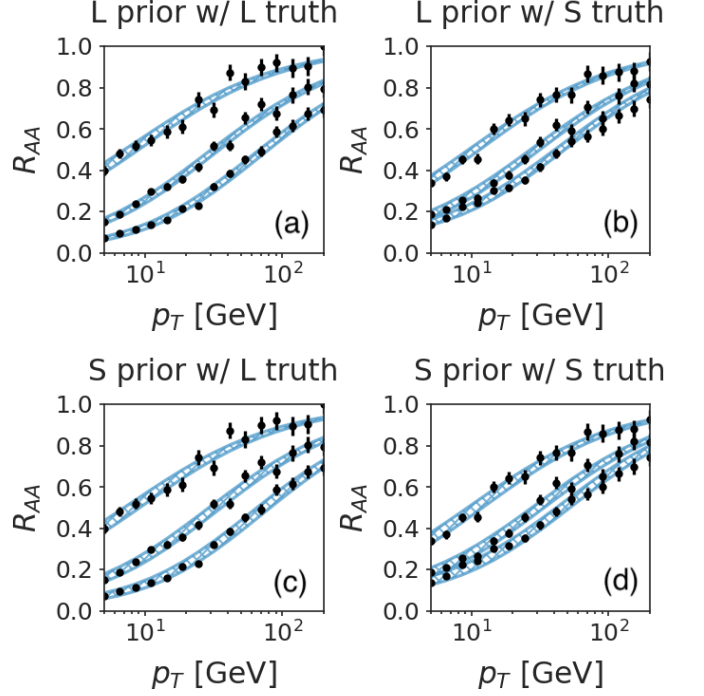 L prior w/ L truth
L prior w/ S truth
1.0
0.8
0.6
0.4
0.2
0.0
R_AA
(a)
10^1
10^2
p_T [GeV]
1.0
0.8
0.6
0.4
0.2
0.0
R_AA
(b)
10^1
10^2
p_T [GeV]
S prior w/ L truth
S prior w/ S truth
1.0
0.8
0.6
0.4
0.2
0.0
R_AA
(c)
10^1
10^2
p_T [GeV]
1.0
0.8
0.6
0.4
0.2
0.0
R_AA
(d)
10^1
10^2
p_T [GeV]